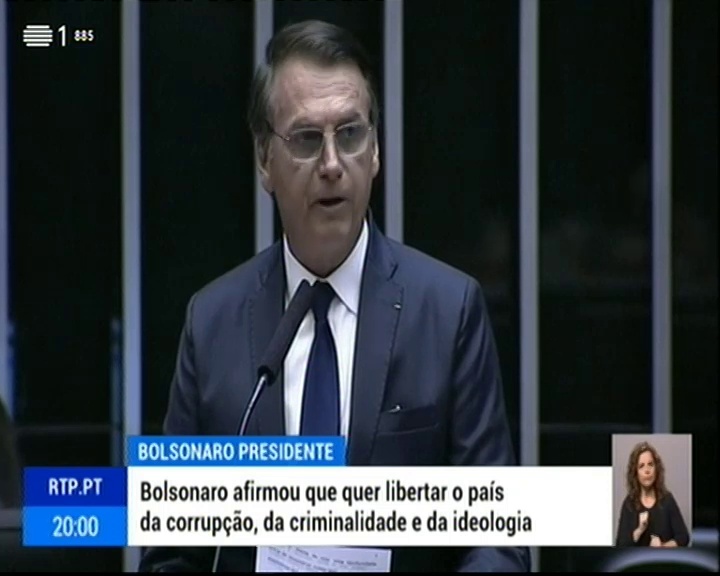 1 885
BOLSONARO PRESIDENTE
RTP.PT
20:00
Bolsonaro afirmou que quer libertar o país
da corrupção, da criminalidade e da ideologia